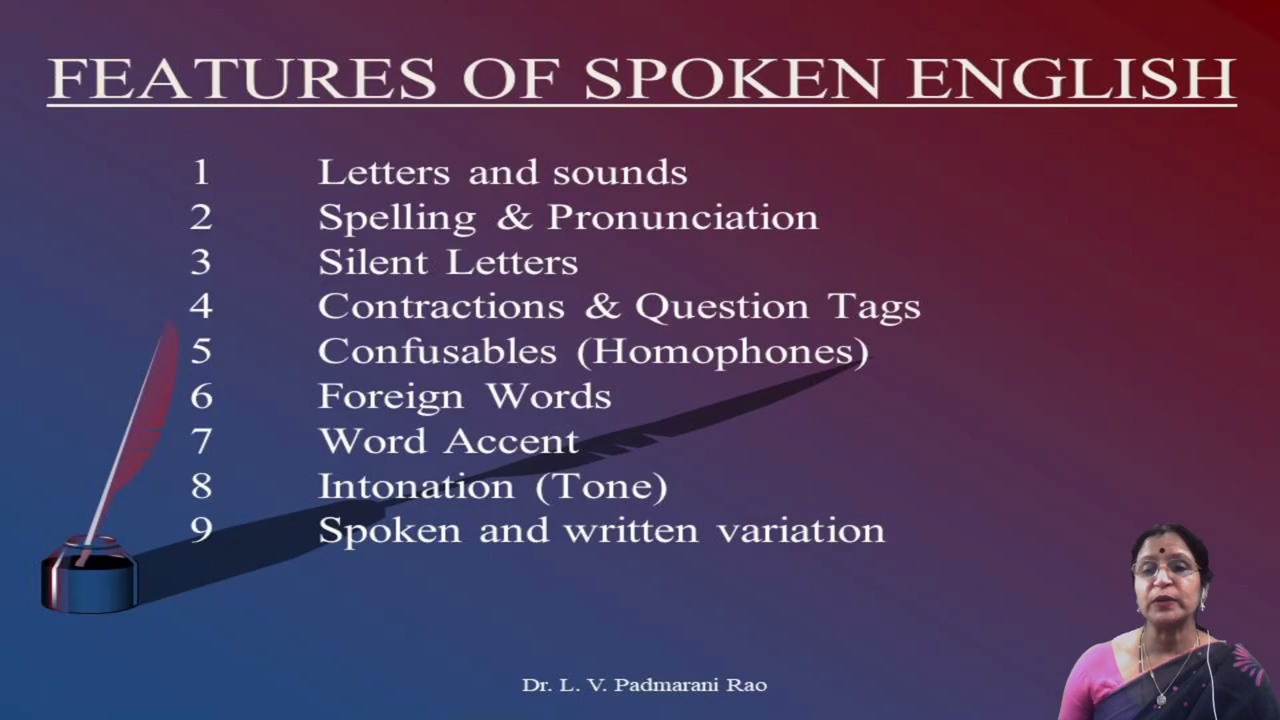 FEATURES OF SPOKEN ENGLISH
1 Letters and sounds
2 Spelling & Pronunciation
3 Silent Letters
4 Contractions & Question Tags
5 Confusables (Homophones)
6 Foreign Words
7 Word Accent
8 Intonation (Tone)
9 Spoken and written variation
Dr. L. V. Padmarani Rao